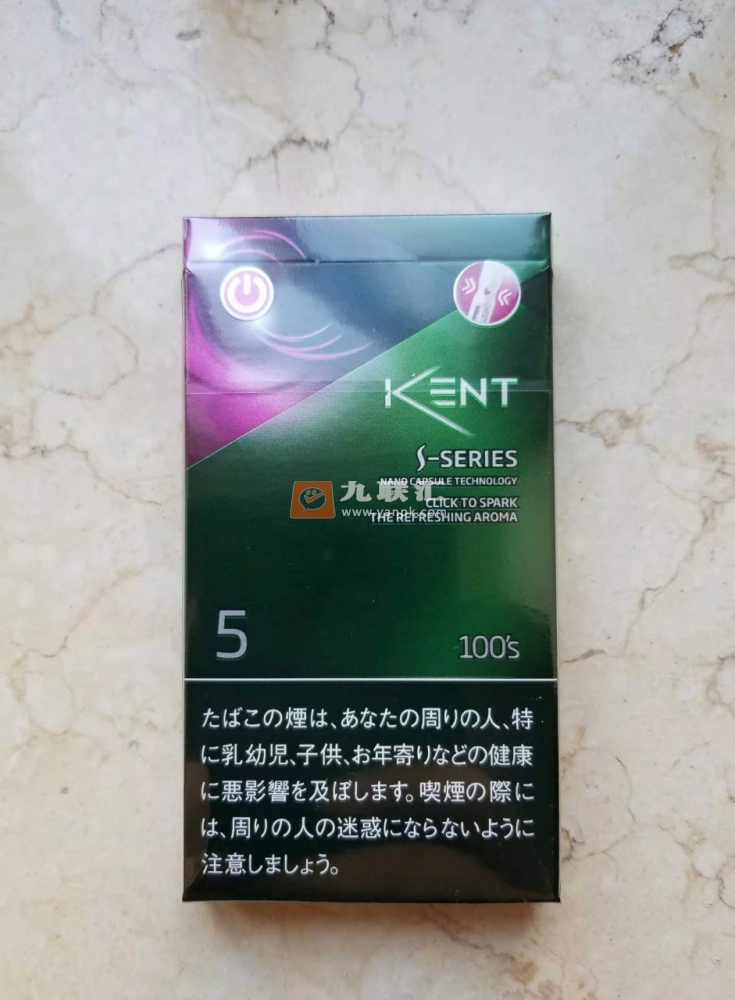 KENT
S-SERIES
NANO CAPSULE TECHNOLOGY
CLICK TO SPARK
THE REFRESHING AROMA
九联汇
www.yanpk.com
5
100's
たばこの煙は、あなたの周りの人、特
に乳幼児、子供、お年寄りなどの健康
に悪影響を及ぼします。喫煙の際に
は、周りの人の迷惑にならないように
注意しましょう。